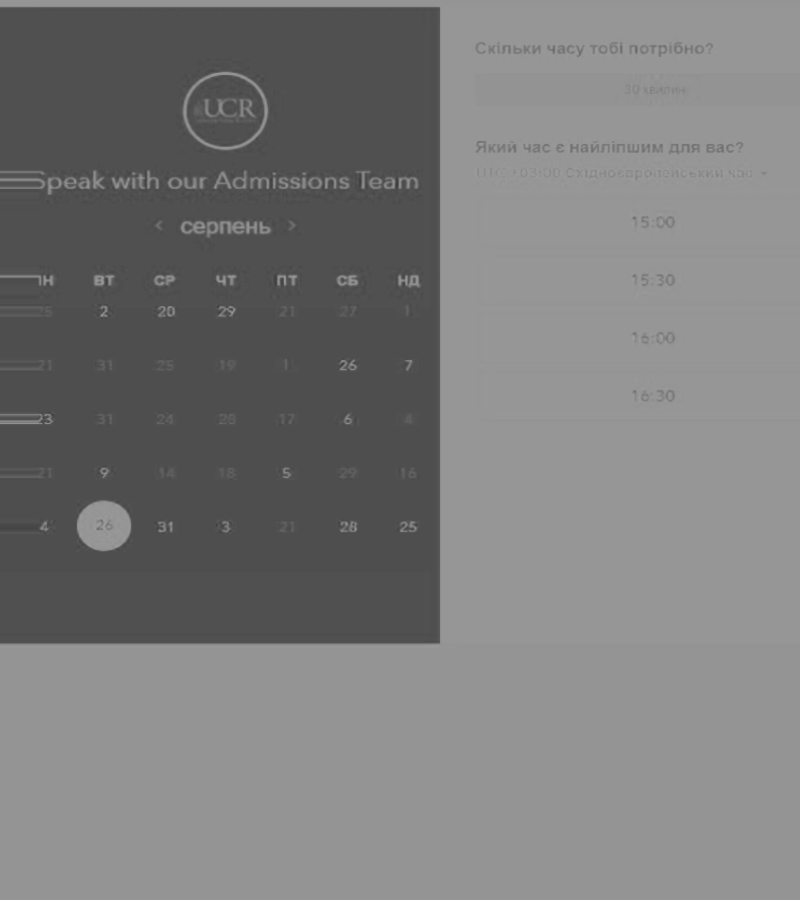 UCR
Speak with our Admissions Team
< серпень >
ВТ СР ЧТ ПТ СБ НД
2 20 29 21 27 1
21 31 25 19 1 26 7
23 31 24 28 17 6
21 9 14 18 5 29 16
4 26 31 3 21 28 25
Скільки часу тобі потрібно?
30 хвилин
Який час є найліпшим для вас?
UTC +03:00 Східноєвропейський час
15:00
15:30
16:00
16:30